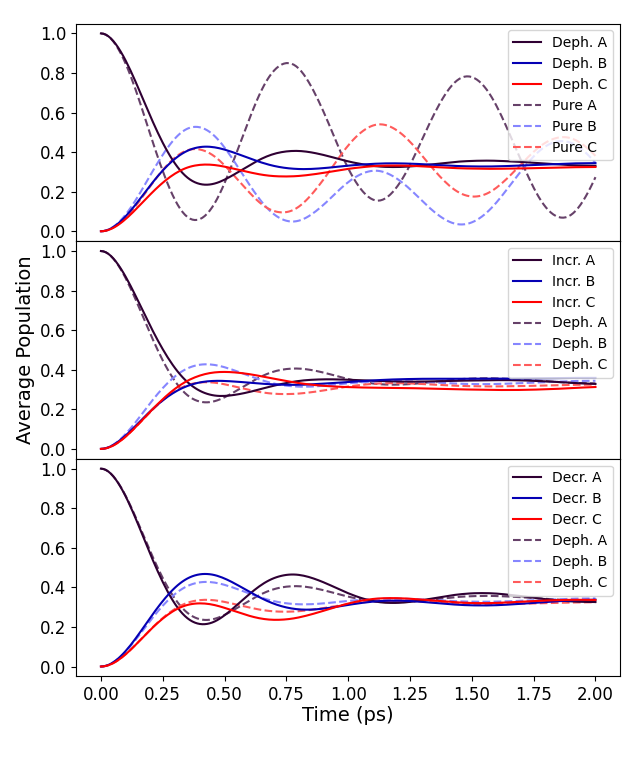 1.0
0.8
0.6
0.4
0.2
0.0
Deph. A
Deph. B
Deph. C
Pure A
Pure B
Pure C
Average Population
1.0
0.8
0.6
0.4
0.2
0.0
Incr. A
Incr. B
Incr. C
Deph. A
Deph. B
Deph. C
1.0
0.8
0.6
0.4
0.2
0.0
Decr. A
Decr. B
Decr. C
Deph. A
Deph. B
Deph. C
0.00 0.25 0.50 0.75 1.00 1.25 1.50 1.75 2.00
Time (ps)